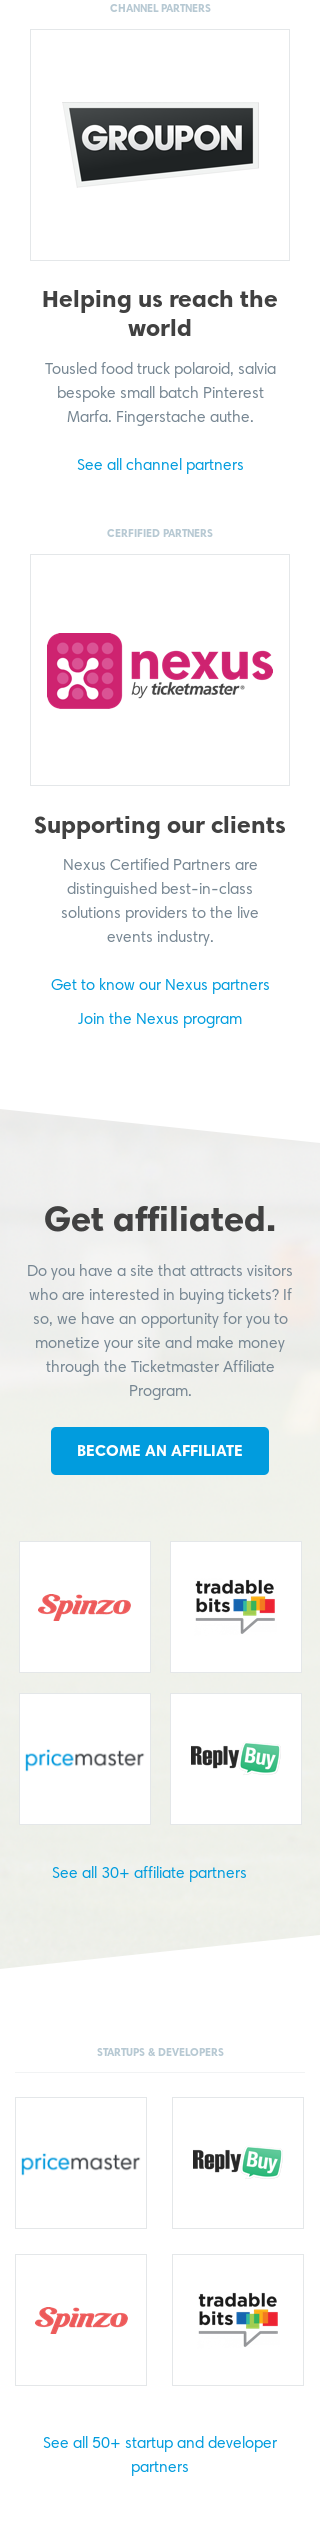 CHANNEL PARTNERS
GROUPON
Helping us reach the
world
Tousled food truck polaroid, salvia
bespoke small batch Pinterest
Marfa. Fingerstache authe.
See all channel partners
CERFIFIED PARTNERS
nexus
by ticketmaster®
Supporting our clients
Nexus Certified Partners are
distinguished best-in-class
solutions providers to the live
events industry.
Get to know our Nexus partners
Join the Nexus program
Get affiliated.
Do you have a site that attracts visitors
who are interested in buying tickets? If
so, we have an opportunity for you to
monetize your site and make money
through the Ticketmaster Affiliate
Program.
BECOME AN AFFILIATE
Spinzo
tradable
bits
pricemaster
Reply Buy
See all 30+ affiliate partners
STARTUPS & DEVELOPERS
pricemaster
Reply Buy
Spinzo
tradable
bits
See all 50+ startup and developer
partners